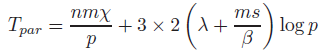 T_{par} = \frac{nm\chi}{p} + 3 \times 2 \left( \lambda + \frac{ms}{\beta} \right) \log p